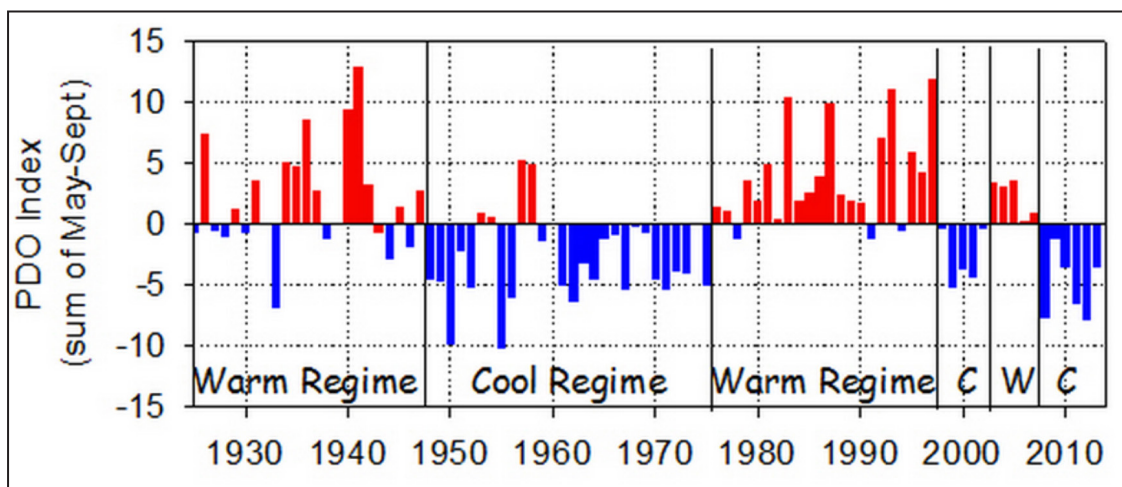 PDO Index
(sum of May-Sept)
15
10
5
0
-5
-10
-15
Warm Regime Cool Regime Warm Regime C W C
1930 1940 1950 1960 1970 1980 1990 2000 2010